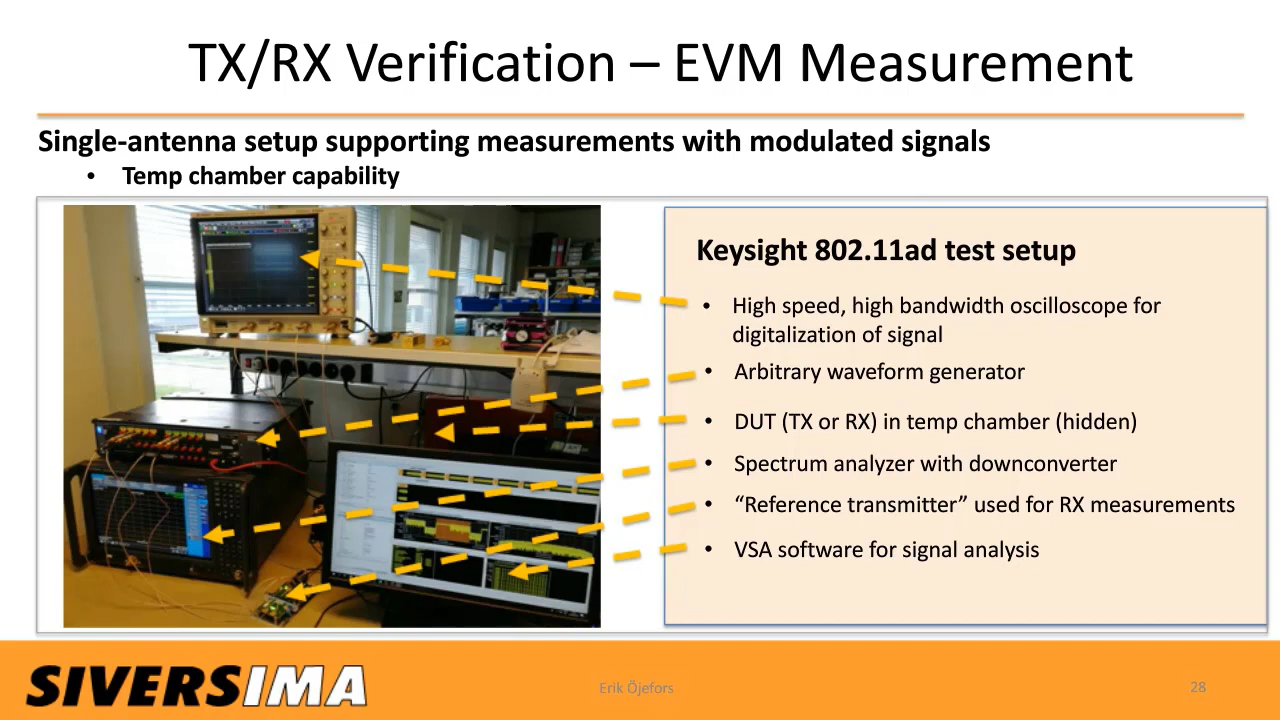 TX/RX Verification – EVM Measurement
Single-antenna setup supporting measurements with modulated signals
• Temp chamber capability
Keysight 802.11ad test setup
• High speed, high bandwidth oscilloscope for
digitalization of signal
• Arbitrary waveform generator
• DUT (TX or RX) in temp chamber (hidden)
• Spectrum analyzer with downconverter
• “Reference transmitter” used for RX measurements
• VSA software for signal analysis
SIVERSIMA
Erik Öjefors
28